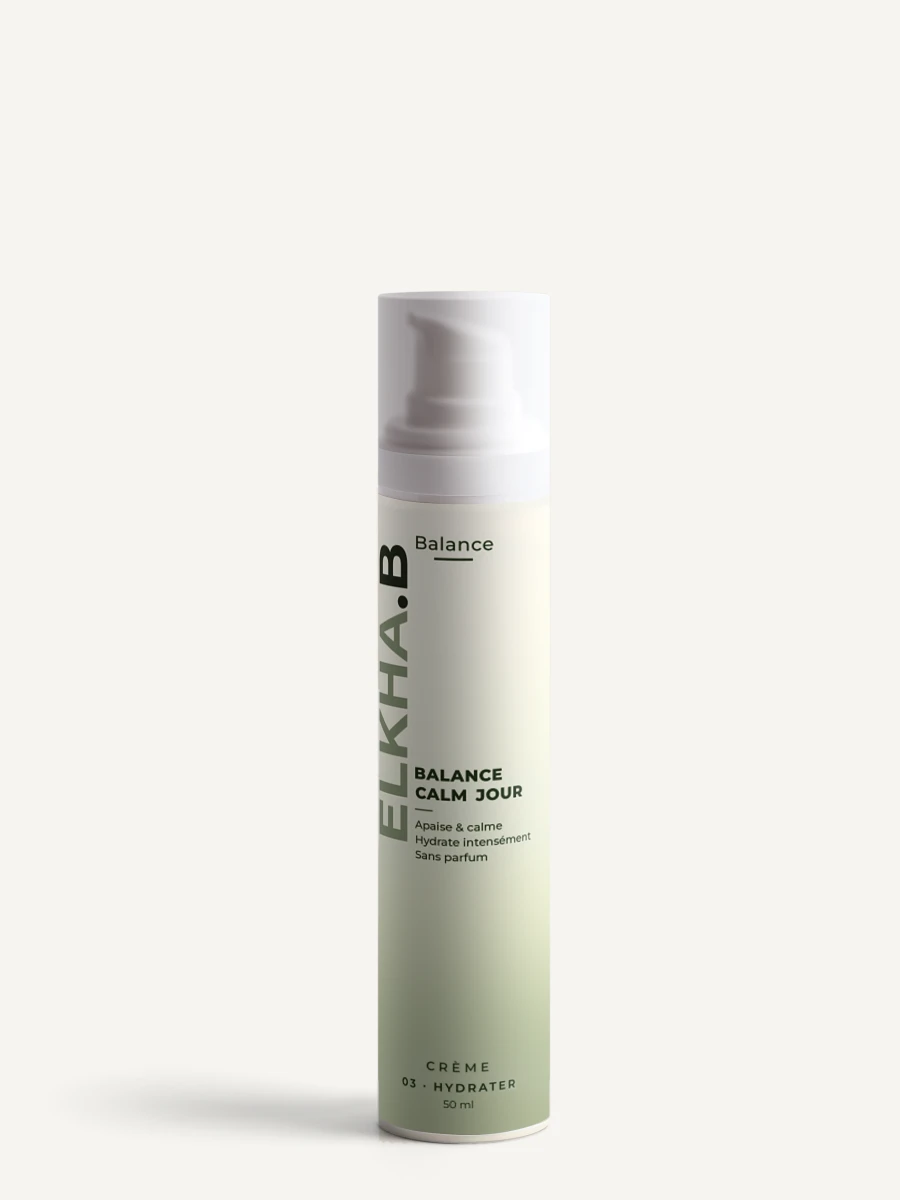 Balance
ELKHA.B
BALANCE
CALM JOUR
Apaise & calme
Hydrate intensément
Sans parfum
CRÈME
03 · HYDRATER
50 ml